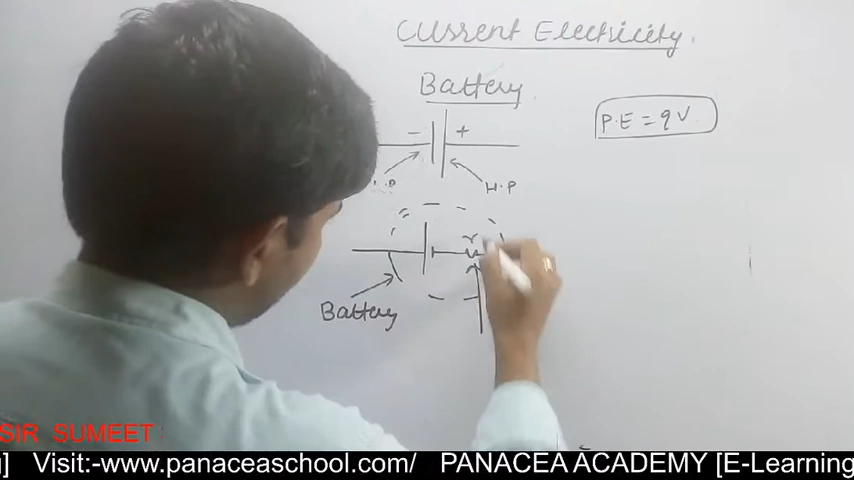 Current Electricity.
Battery
P.E = qV
- +
H.P
r
Battery
SIR SUMEET
Visit:-www.panaceaschool.com/ PANACEA ACADEMY [E-Learning